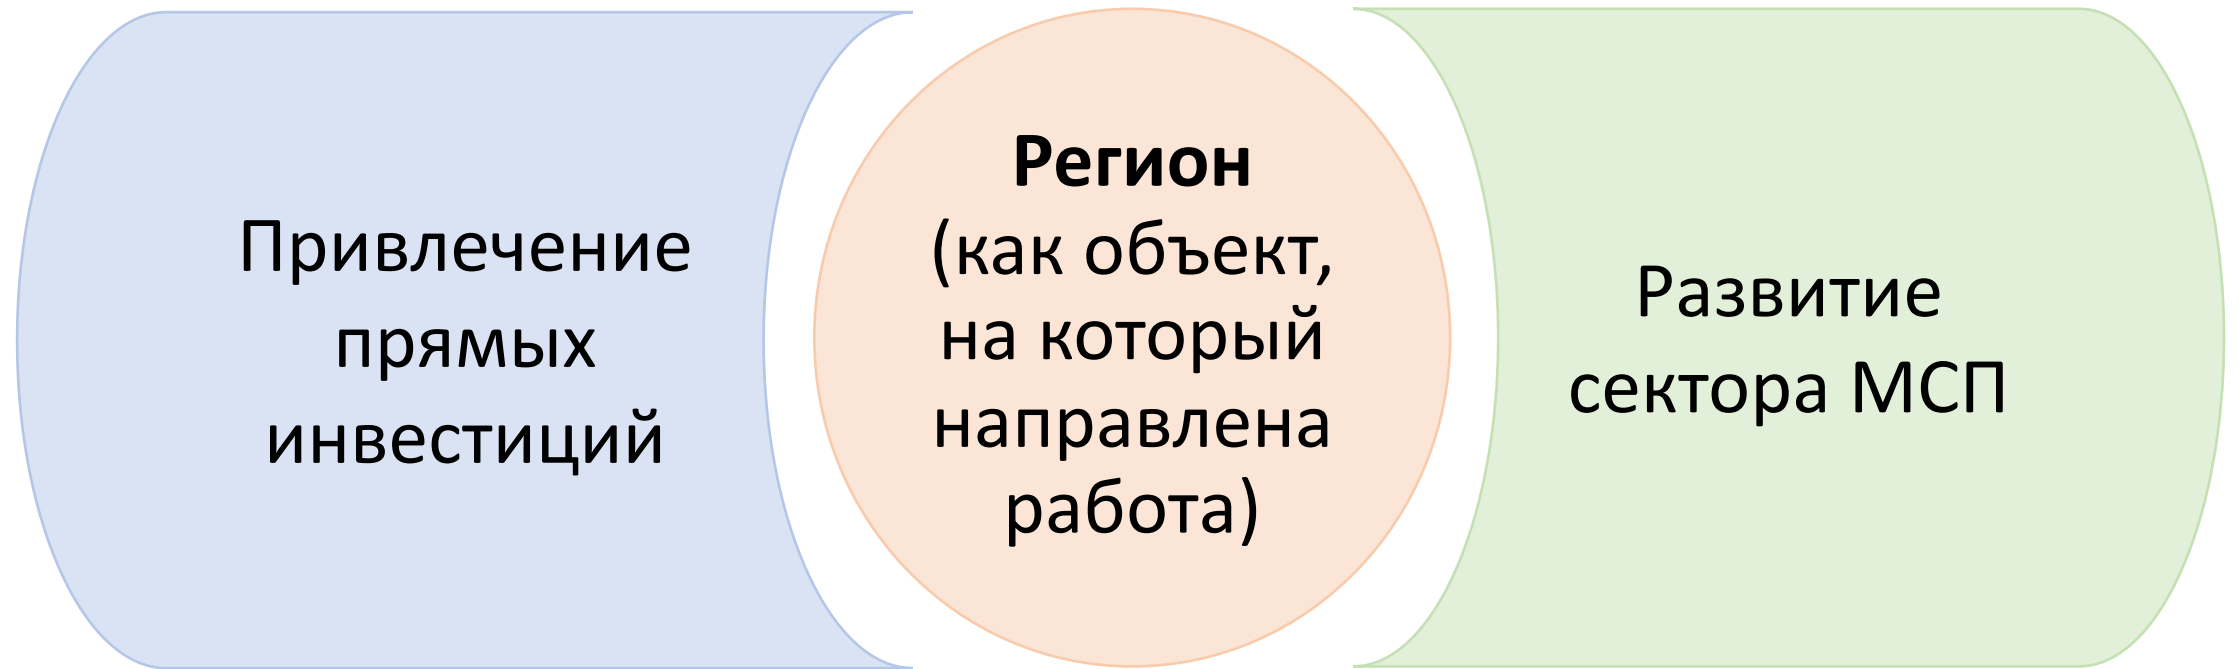 Привлечение
прямых
инвестиций
Регион
(как объект,
на который
направлена
работа)
Развитие
сектора МСП